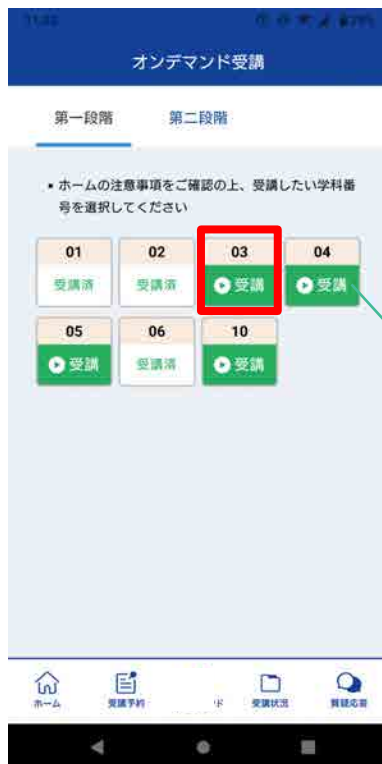 オンデマンド受講
第一段階 第二段階
• ホームの注意事項をご確認の上、受講したい学科番
号を選択してください
01 02 03 04
受講済 受講済 受講 受講
05 06 10
受講 受講済 受講
ホーム 受講予約 ド 受講状況 質疑応答